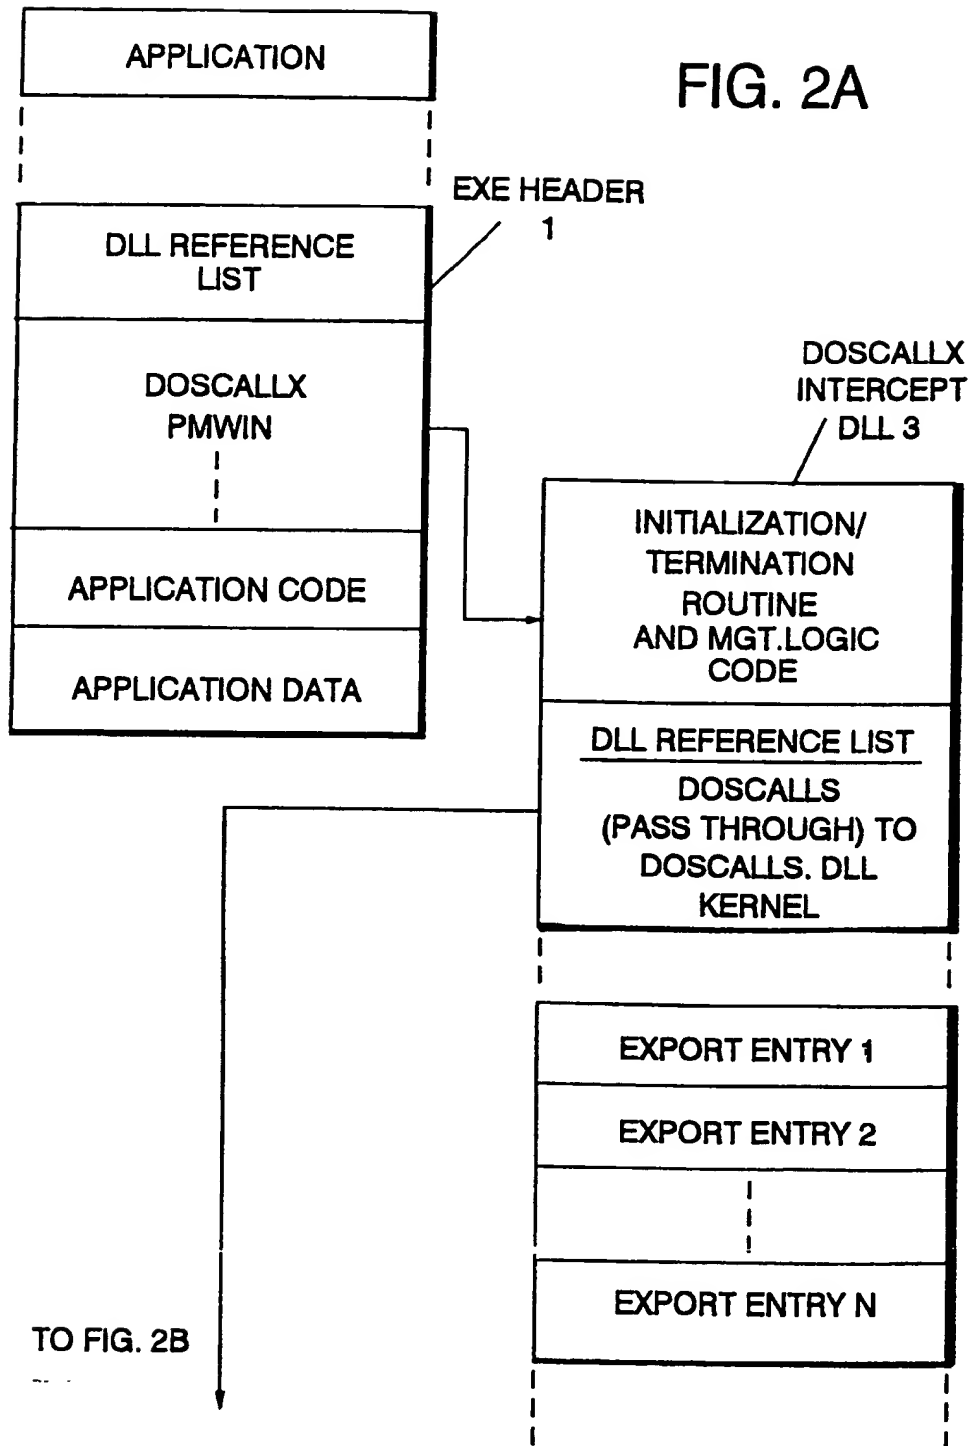 APPLICATION
FIG. 2A
EXE HEADER
1
DLL REFERENCE
LIST
DOSCALLX
PMWIN
APPLICATION CODE
APPLICATION DATA
DOSCALLX
INTERCEPT
DLL 3
INITIALIZATION/
TERMINATION
ROUTINE
AND MGT.LOGIC
CODE
DLL REFERENCE LIST
DOSCALLS
(PASS THROUGH) TO
DOSCALLS. DLL
KERNEL
EXPORT ENTRY 1
EXPORT ENTRY 2
EXPORT ENTRY N
TO FIG. 2B